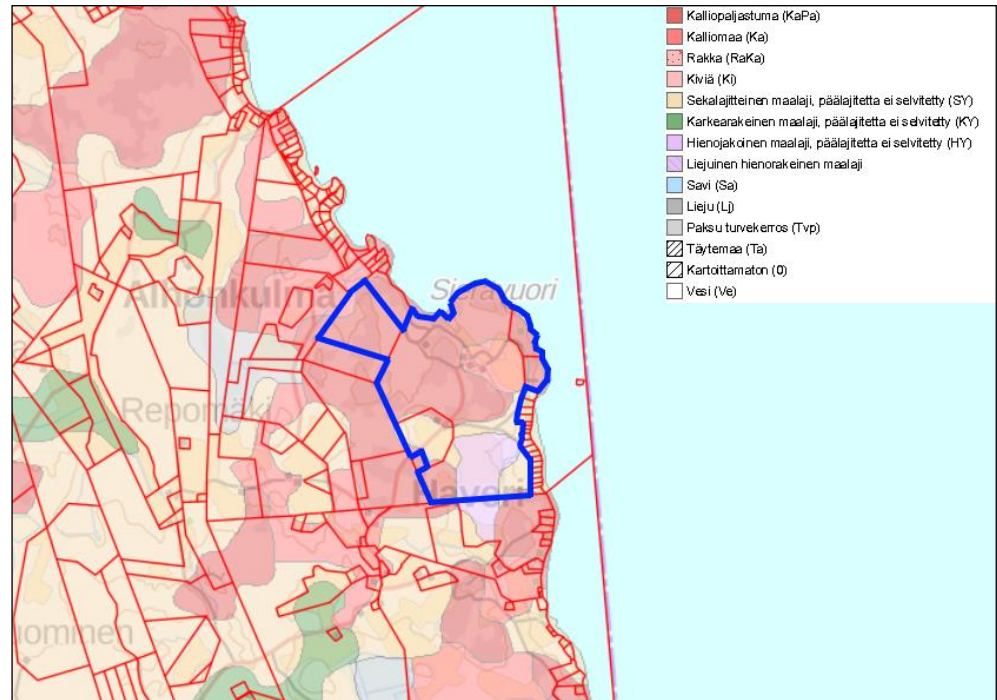 Kalliopaljastuma (KaPa)
Kalliomaa (Ka)
Rakka (RaKa)
Kiviä (Ki)
Sekalajitteinen maalaji, päälajitetta ei selvitetty (SY)
Karkearakeinen maalaji, päälajitetta ei selvitetty (KY)
Hienojakoinen maalaji, päälajitetta ei selvitetty (HY)
Liejuinen hienorakeinen maalaji
Savi (Sa)
Lieju (Lj)
Paksu turvekerros (Tvp)
Täytemaa (Ta)
Kartoittamaton (0)
Vesi (Ve)
Sieravuori
Repomäki
uominen